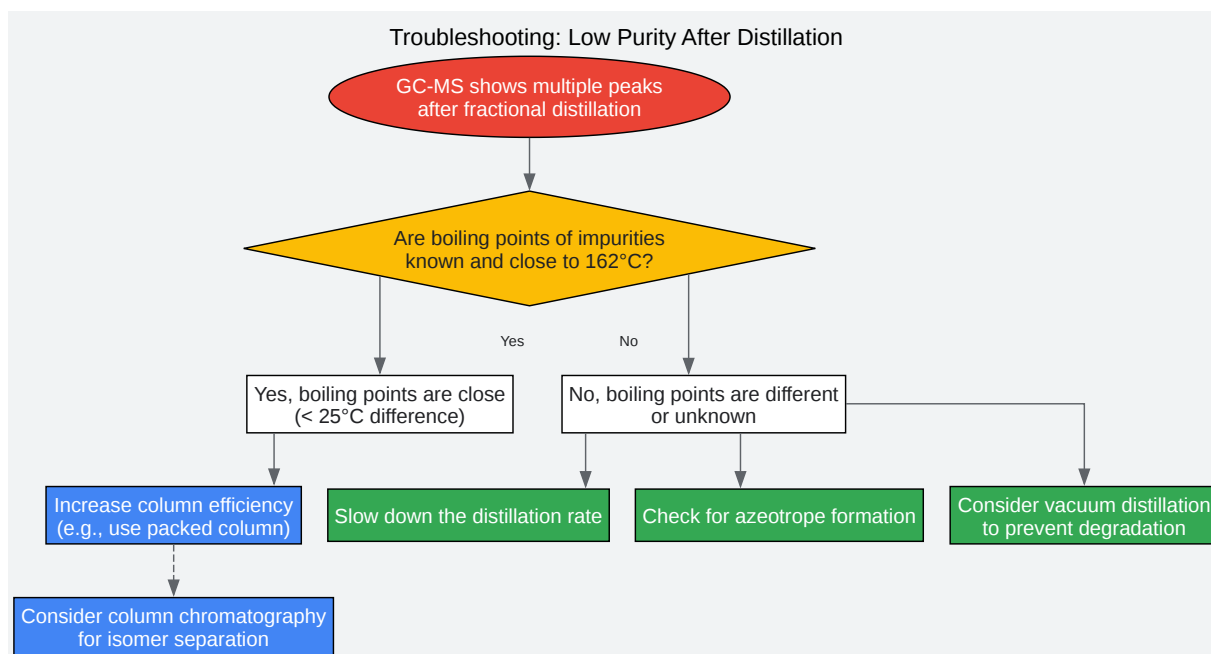 Troubleshooting: Low Purity After Distillation
GC-MS shows multiple peaks
after fractional distillation
Are boiling points of impurities
known and close to 162°C?
Yes
No
Yes, boiling points are close
(< 25°C difference)
No, boiling points are different
or unknown
Increase column efficiency
(e.g., use packed column)
Slow down the distillation rate
Check for azeotrope formation
Consider vacuum distillation
to prevent degradation
Consider column chromatography
for isomer separation